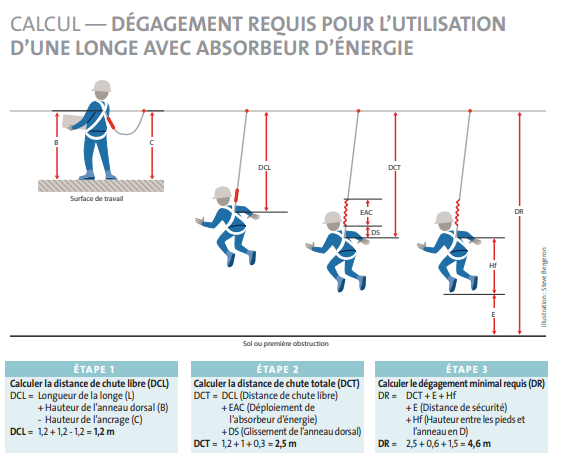 CALCUL — DÉGAGEMENT REQUIS POUR L'UTILISATION
D'UNE LONGE AVEC ABSORBEUR D'ÉNERGIE
B
C
Surface de travail
DCL
EAC
DS
DCT
Hf
E
DR
Illustration : Steve Bergeron
Sol ou première obstruction
ÉTAPE 1
Calculer la distance de chute libre (DCL)
DCL = Longueur de la longe (L)
+ Hauteur de l'anneau dorsal (B)
- Hauteur de l'ancrage (C)
DCL = 1,2 + 1,2 - 1,2 = 1,2 m
ÉTAPE 2
Calculer la distance de chute totale (DCT)
DCT = DCL (Distance de chute libre)
+ EAC (Déploiement de
l'absorbeur d'énergie)
+ DS (Glissement de l'anneau dorsal)
DCT = 1,2 + 1 + 0,3 = 2,5 m
ÉTAPE 3
Calculer le dégagement minimal requis (DR)
DR = DCT + E + Hf
+ E (Distance de sécurité)
+ Hf (Hauteur entre les pieds et
l'anneau en D)
DR = 2,5 + 0,6 + 1,5 = 4,6 m